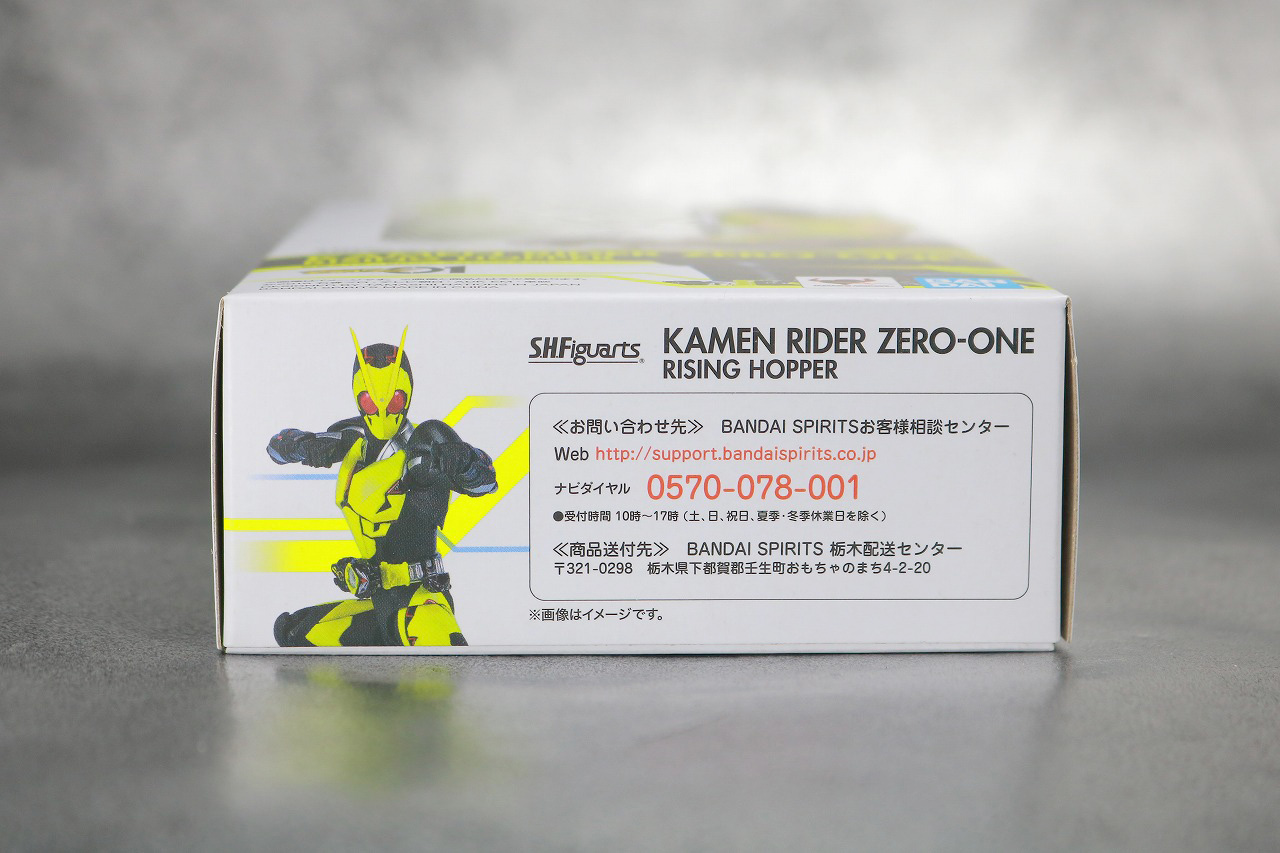 BANDAI
S.H.Figuarts
KAMEN RIDER ZERO-ONE
RISING HOPPER
≪お問い合わせ先≫ BANDAI SPIRITSお客様相談センター
Web http://support.bandaispirits.co.jp
ナビダイヤル 0570-078-001
●受付時間 10時～17時（土、日、祝日、夏季・冬季休業日を除く）
≪商品送付先≫ BANDAI SPIRITS 栃木配送センター
〒321-0298 栃木県下都賀郡壬生町おもちゃのまち4-2-20
※画像はイメージです。